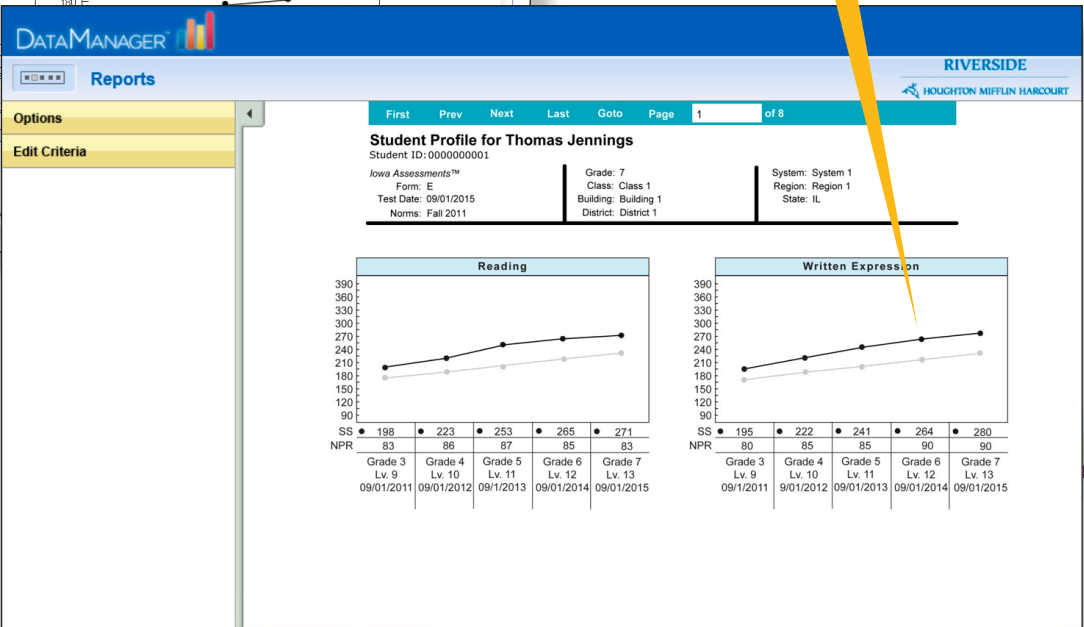 DATAMANAGER™
Reports
RIVERSIDE
HOUGHTON MIFFLIN HARCOURT
Options
Edit Criteria
First Prev Next Last Goto Page 1 of 8
Student Profile for Thomas Jennings
Student ID:0000000001
Iowa Assessments™
Form: E
Test Date: 09/01/2015
Norms: Fall 2011
Grade: 7
Class: Class 1
Building: Building 1
District: District 1
System: System 1
Region: Region 1
State: IL
Reading
390
360
330
300
270
240
210
180
150
120
90
SS 198 223 253 265 271
NPR 83 86 87 85 83
Grade 3 Grade 4 Grade 5 Grade 6 Grade 7
Lv. 9 Lv. 10 Lv. 11 Lv. 12 Lv. 13
09/01/2011 09/01/2012 09/1/2013 09/01/2014 09/01/2015
Written Expression
390
360
330
300
270
240
210
180
150
120
90
SS 195 222 241 264 280
NPR 80 85 85 90 90
Grade 3 Grade 4 Grade 5 Grade 6 Grade 7
Lv. 9 Lv. 10 Lv. 11 Lv. 12 Lv. 13
09/1/2011 9/01/2012 09/01/2013 09/01/2014 09/01/2015